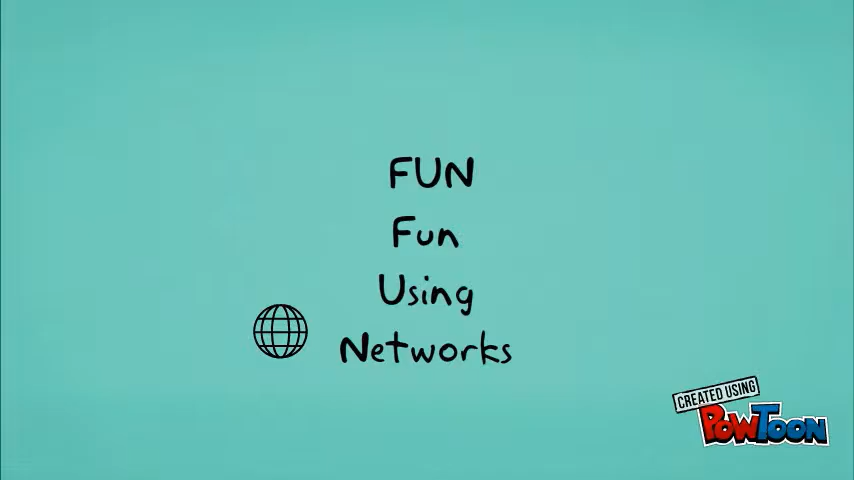 FUN
Fun
Using
Networks
CREATED USING
POWTOON